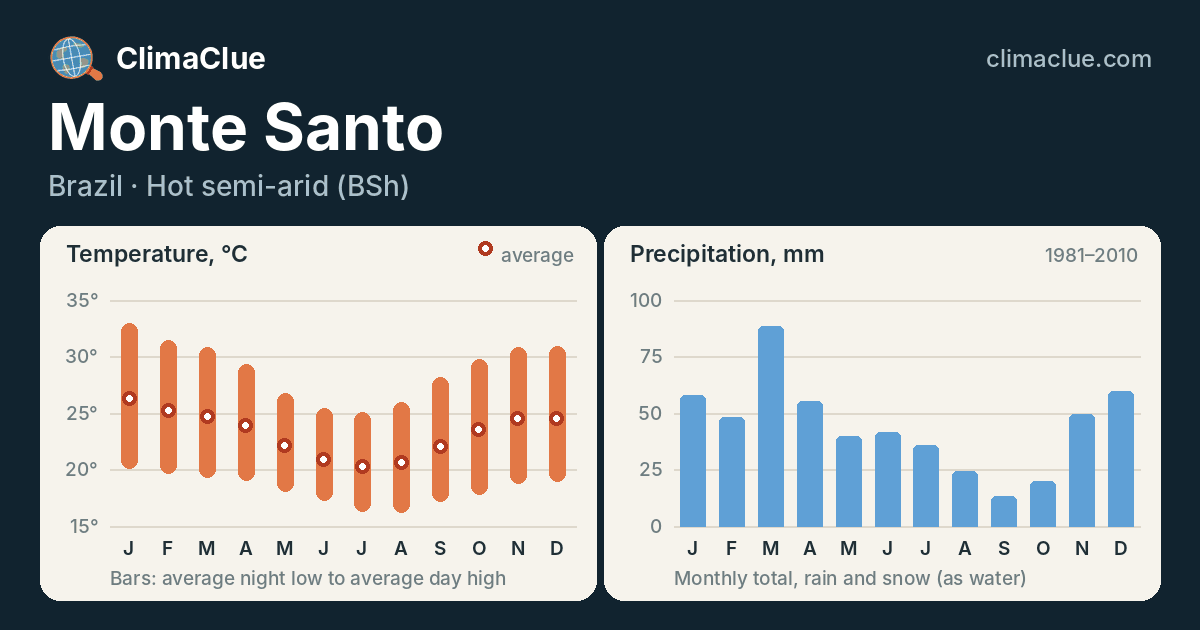 ClimaClue
climaclue.com
Monte Santo
Brazil · Hot semi-arid (BSh)
Temperature, °C
average
35°
30°
25°
20°
15°
J F M A M J J A S O N D
Bars: average night low to average day high
Precipitation, mm
1981–2010
100
75
50
25
0
J F M A M J J A S O N D
Monthly total, rain and snow (as water)